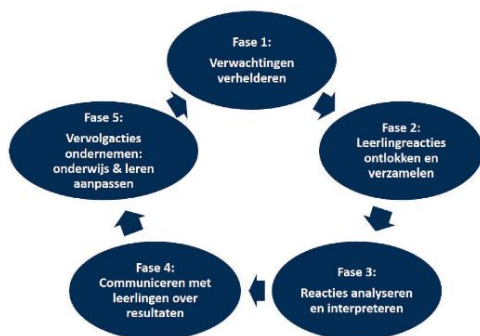 Fase 1:
Verwachtingen
verhelderen
Fase 2:
Leerlingreacties
ontlokken en
verzamelen
Fase 3:
Reacties analyseren
en interpreteren
Fase 4:
Communiceren met
leerlingen over
resultaten
Fase 5:
Vervolgacties
ondernemen:
onderwijs & leren
aanpassen